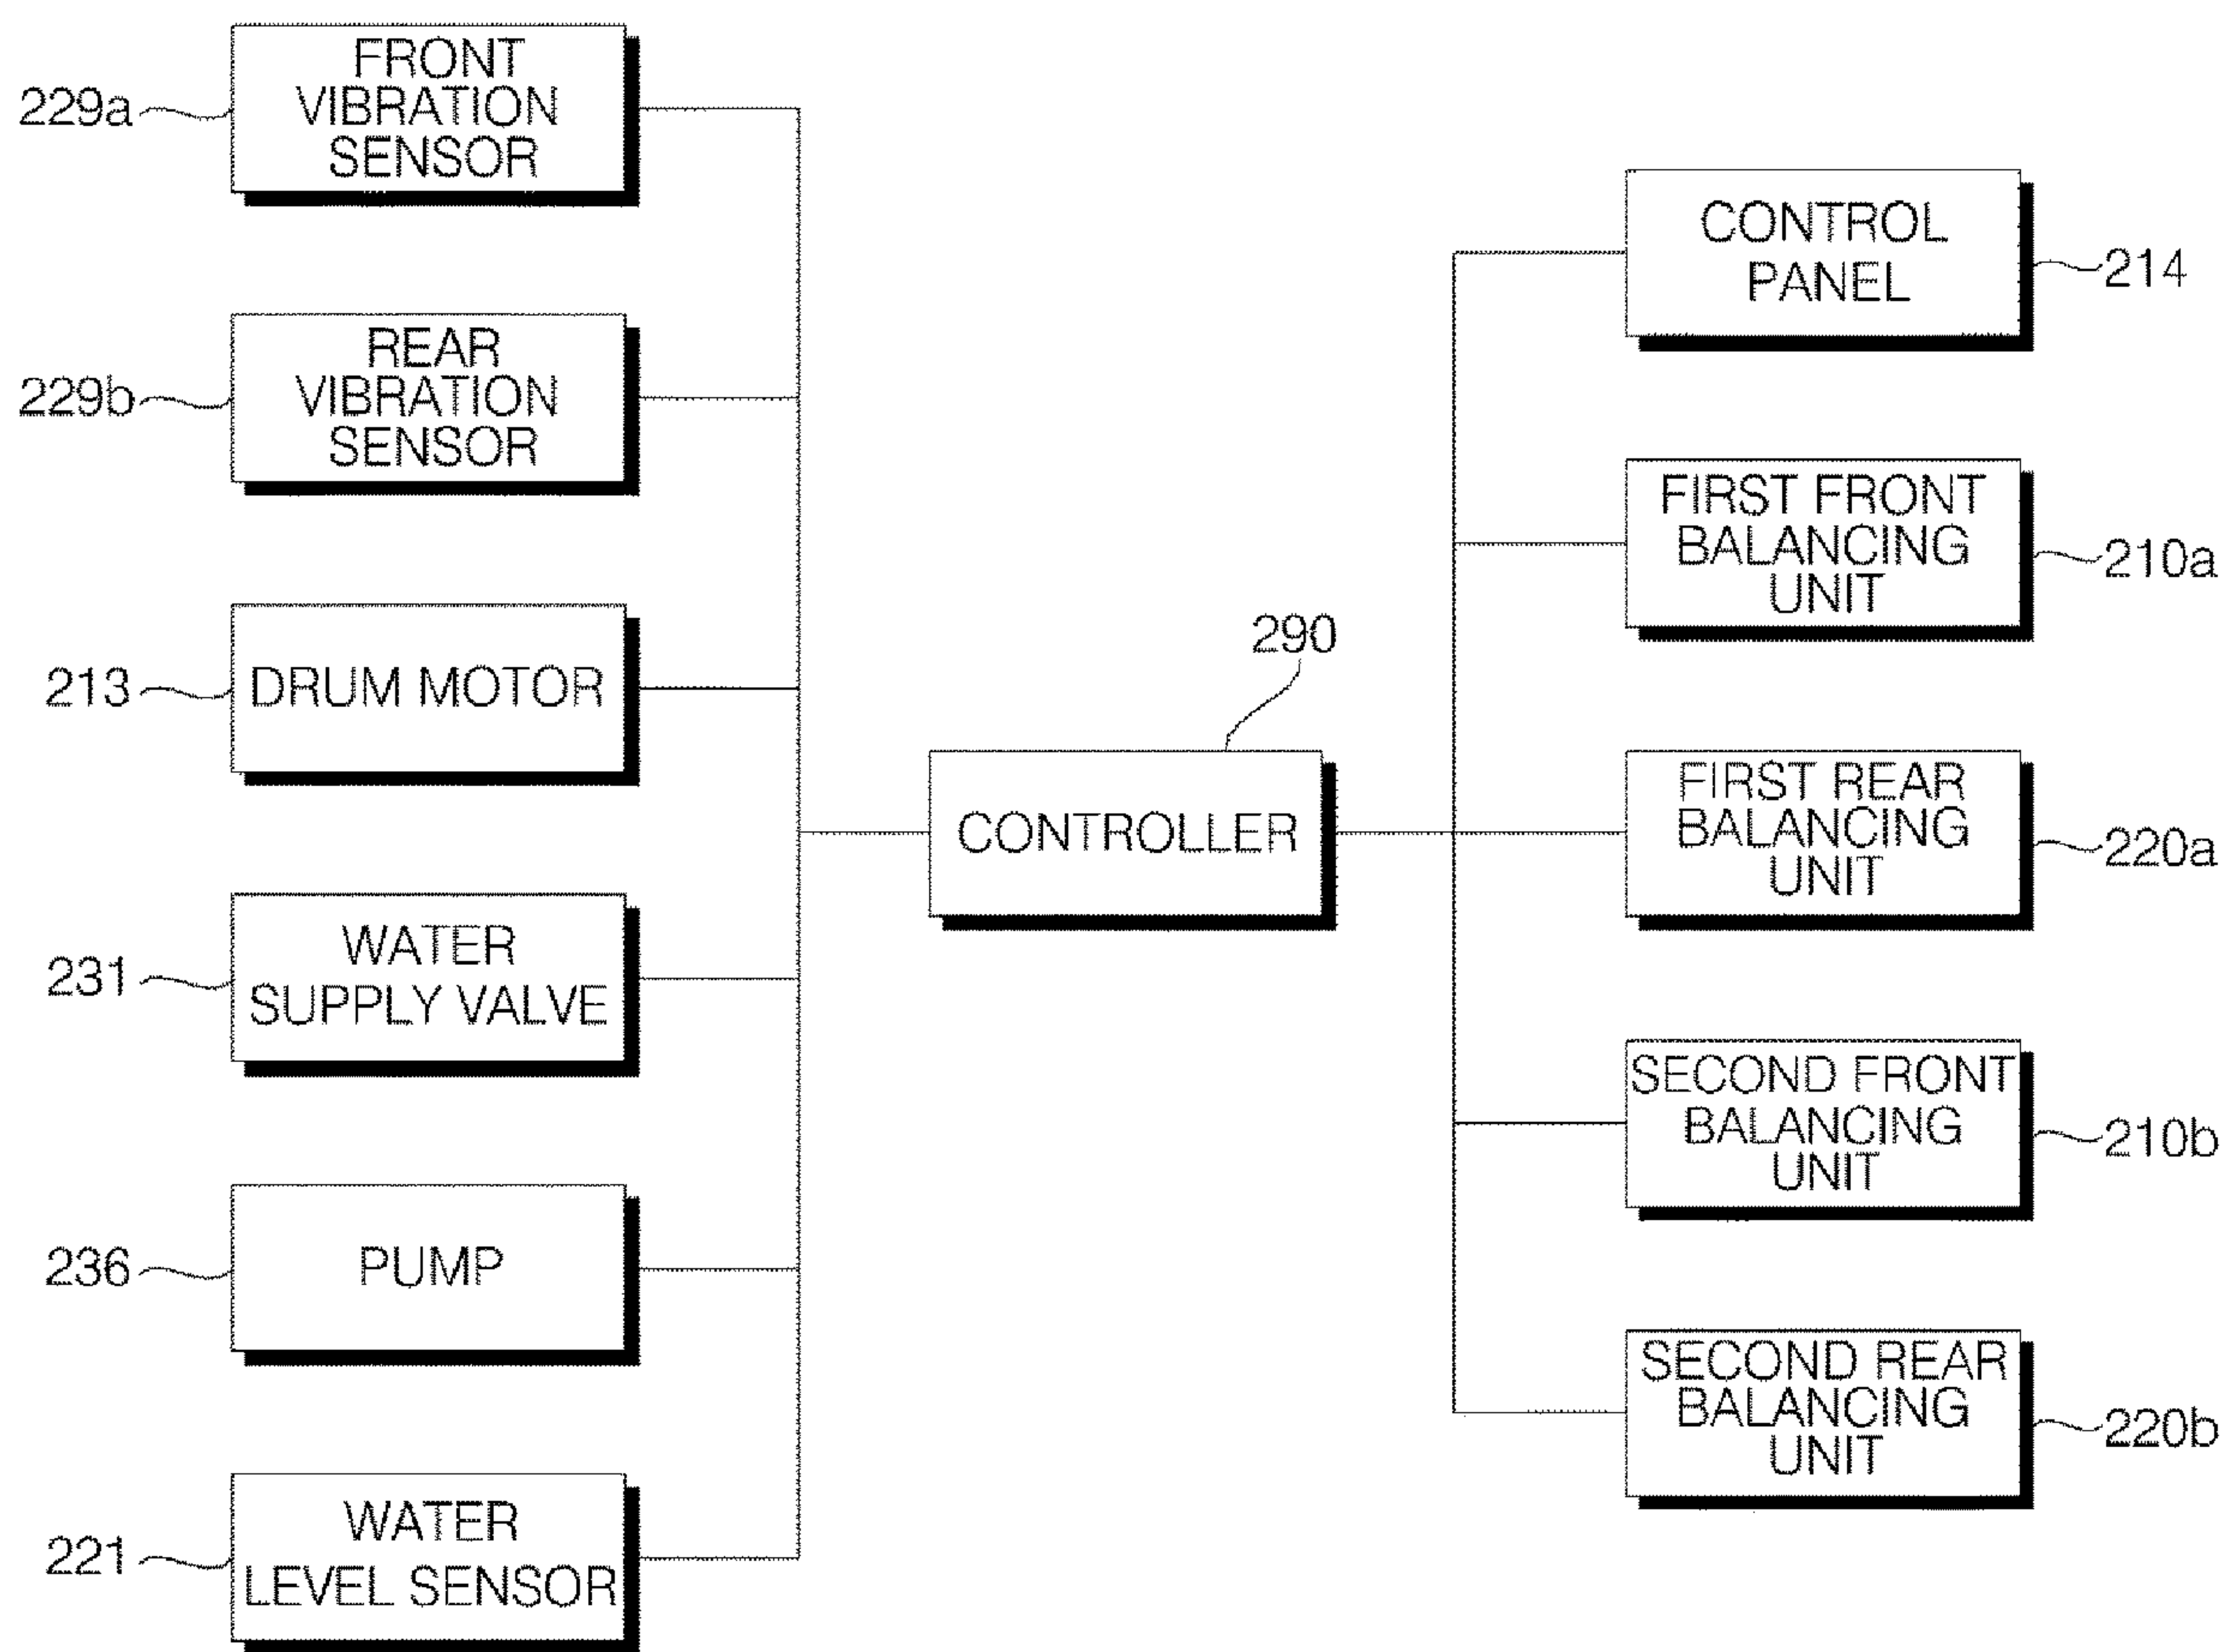 229a
FRONT
VIBRATION
SENSOR
229b
REAR
VIBRATION
SENSOR
213
DRUM MOTOR
231
WATER
SUPPLY VALVE
236
PUMP
221
WATER
LEVEL SENSOR
290
CONTROLLER
CONTROL
PANEL
214
FIRST FRONT
BALANCING
UNIT
210a
FIRST REAR
BALANCING
UNIT
220a
SECOND FRONT
BALANCING
UNIT
210b
SECOND REAR
BALANCING
UNIT
220b